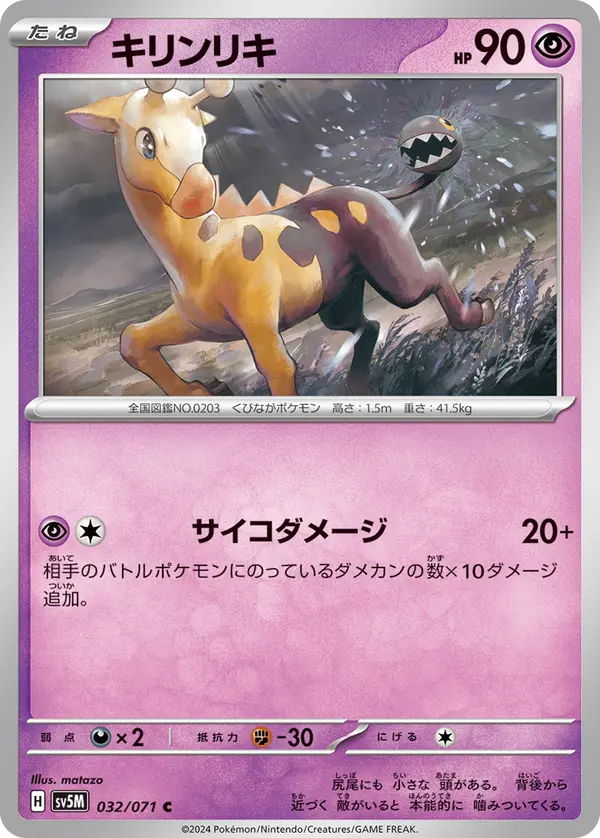 たね キリンリキ HP90
全国図鑑NO.0203 くびながポケモン 高さ:1.5m 重さ:41.5kg
サイコダメージ 20+
相手のバトルポケモンにのっているダメカンの数×10ダメージ
追加。
弱点 ×2 抵抗力 -30 にげる
Illus. matazo
尻尾にも 小さな 頭がある。 背後から
近づく 敵がいると 本能的に 噛みついてくる。
H sv5M 032/071 C
©2024 Pokémon/Nintendo/Creatures/GAME FREAK.